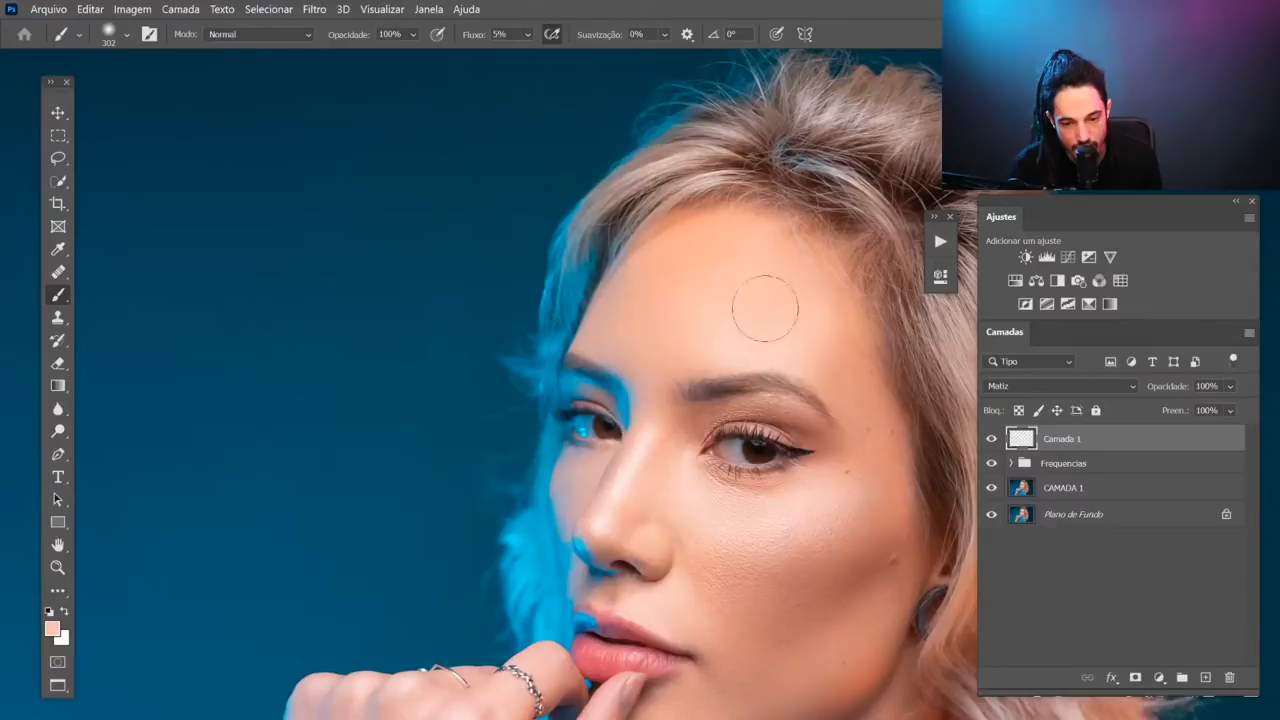 Ps Arquivo Editar Imagem Camada Texto Selecionar Filtro 3D Visualizar Janela Ajuda
302 Modo: Normal Opacidade: 100% Fluxo: 5% Suavização: 0% 0°
Ajustes
Adicionar um ajuste
Camadas
Tipo
Matiz Opacidade: 100%
Bloq.: Preen.: 100%
Camada 1
Frequencias
CAMADA 1
Plano de Fundo
fx